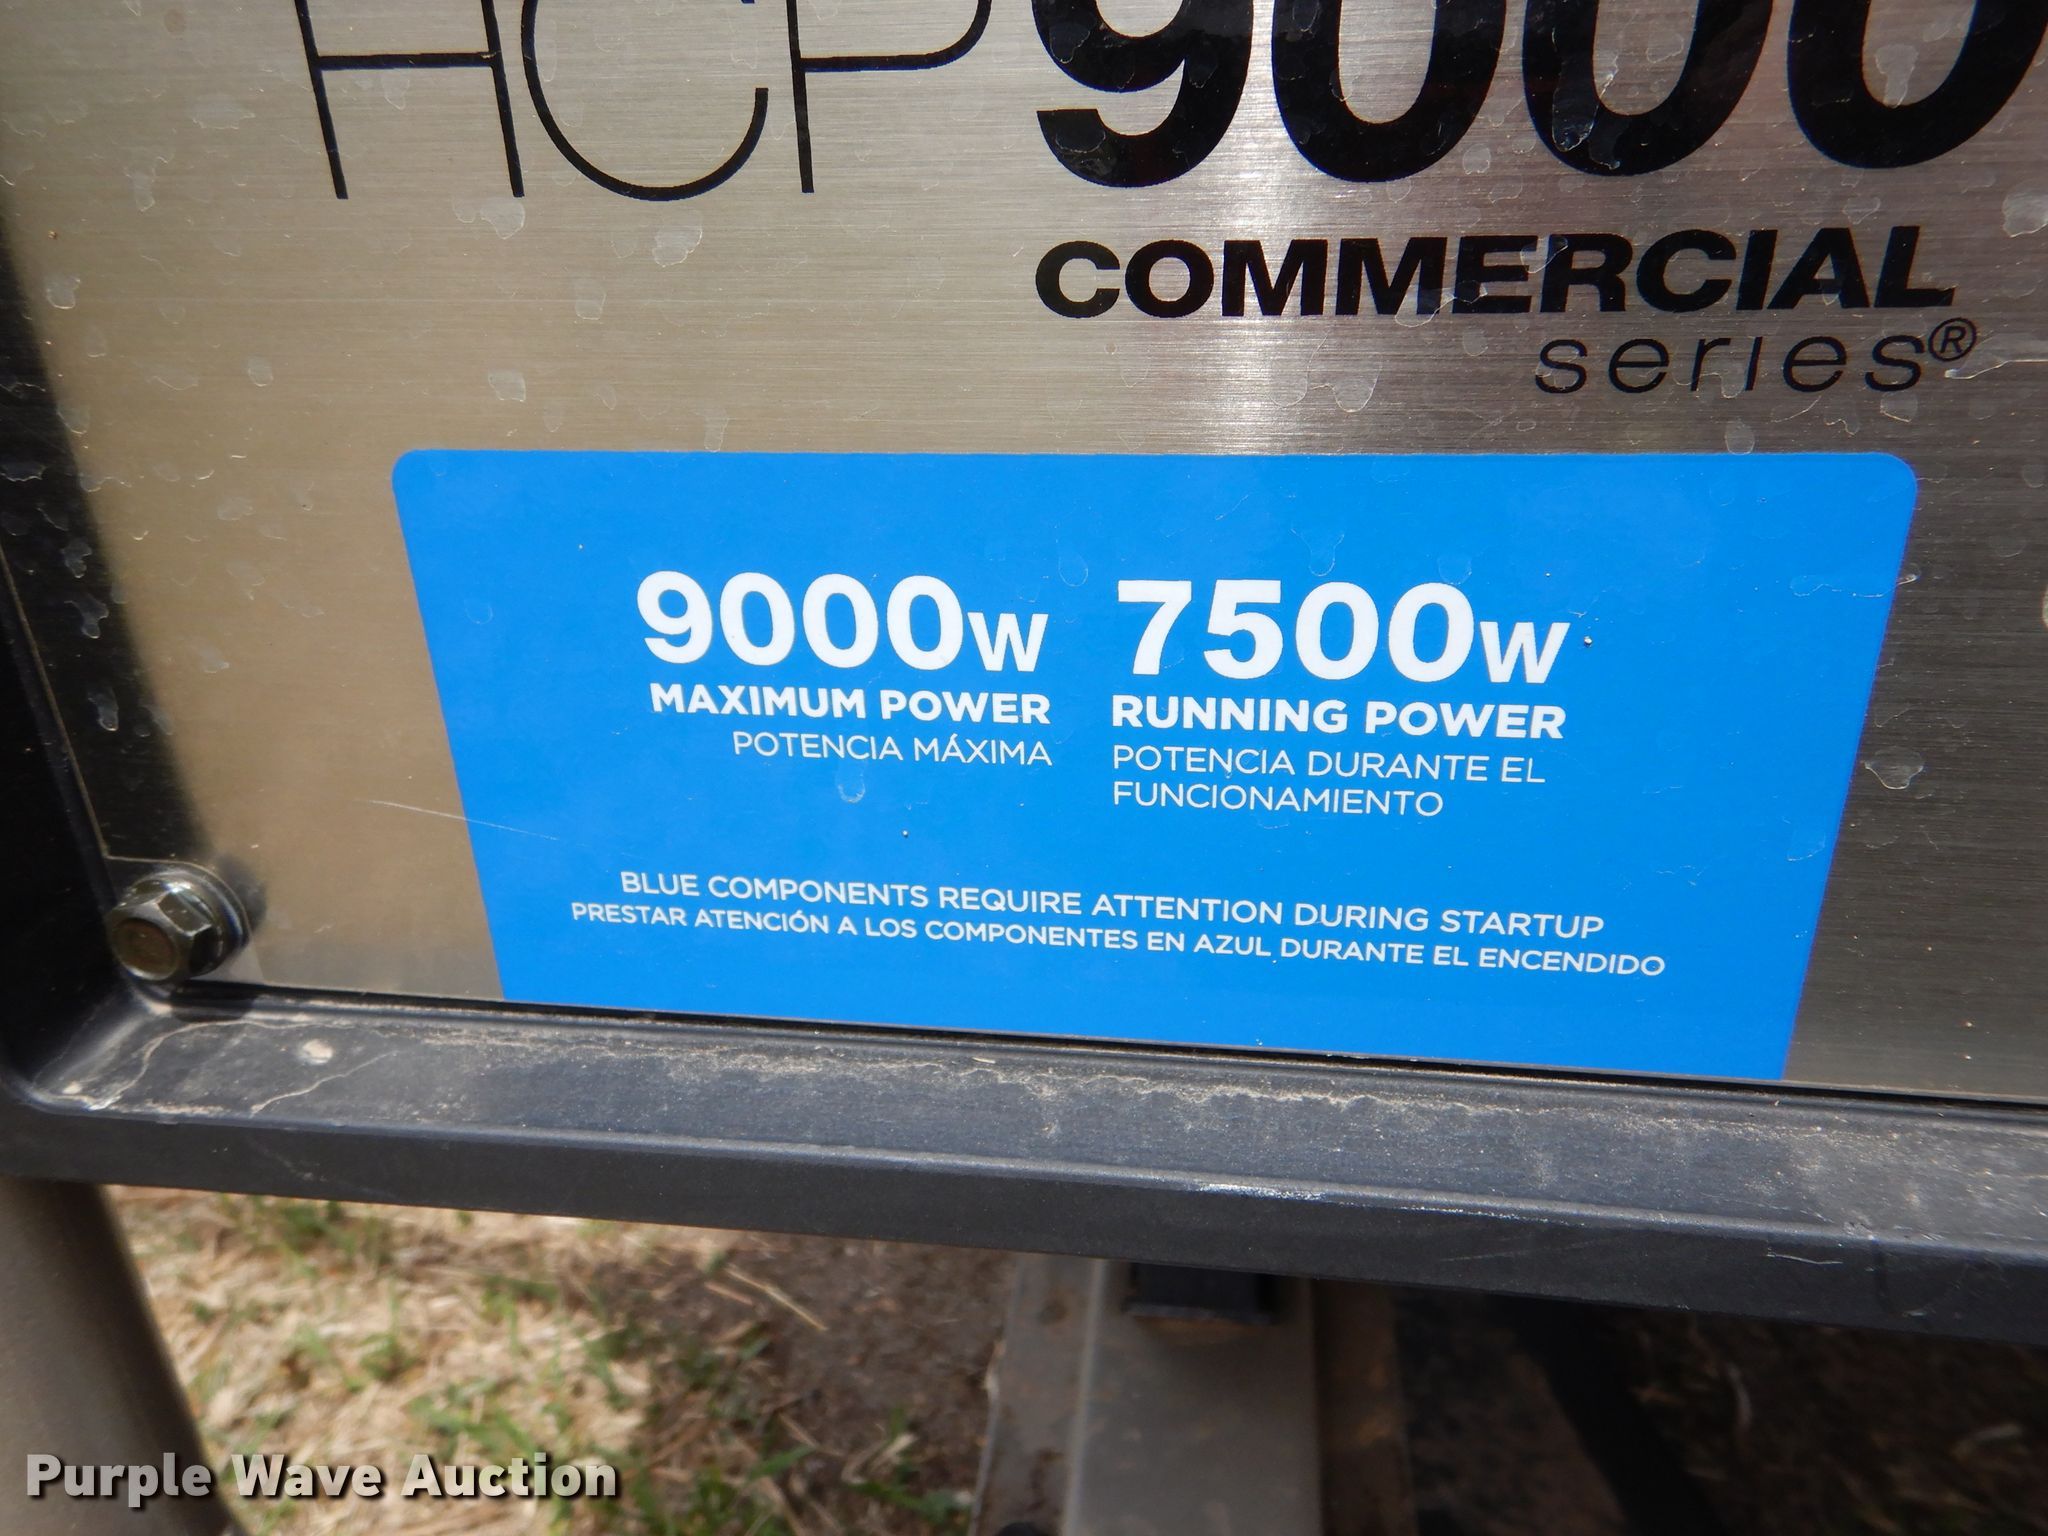 HCP9000
COMMERCIAL
series®
9000W 7500W
MAXIMUM POWER RUNNING POWER
POTENCIA MÁXIMA POTENCIA DURANTE EL
FUNCIONAMIENTO
BLUE COMPONENTS REQUIRE ATTENTION DURING STARTUP
PRESTAR ATENCIÓN A LOS COMPONENTES EN AZUL DURANTE EL ENCENDIDO
Purple Wave Auction